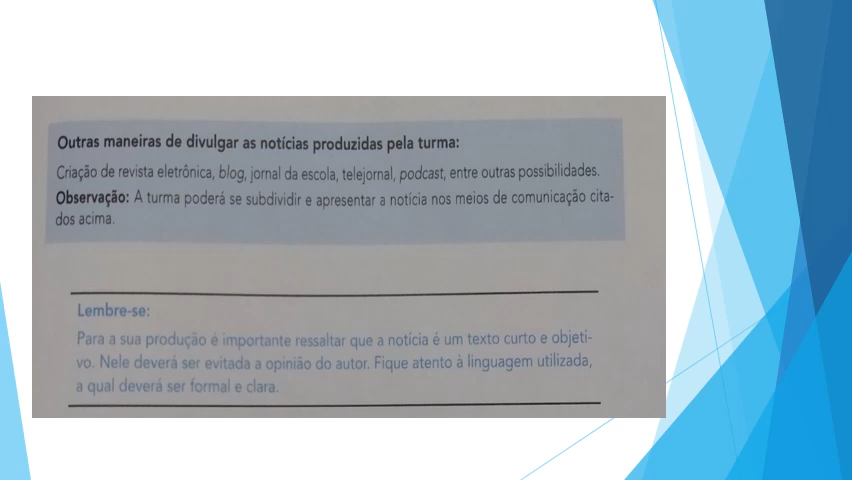 Outras maneiras de divulgar as notícias produzidas pela turma:
Criação de revista eletrônica, blog, jornal da escola, telejornal, podcast, entre outras possibilidades.
Observação: A turma poderá se subdividir e apresentar a notícia nos meios de comunicação cita-
dos acima.
Lembre-se:
Para a sua produção é importante ressaltar que a notícia é um texto curto e objeti-
vo. Nele deverá ser evitada a opinião do autor. Fique atento à linguagem utilizada,
a qual deverá ser formal e clara.